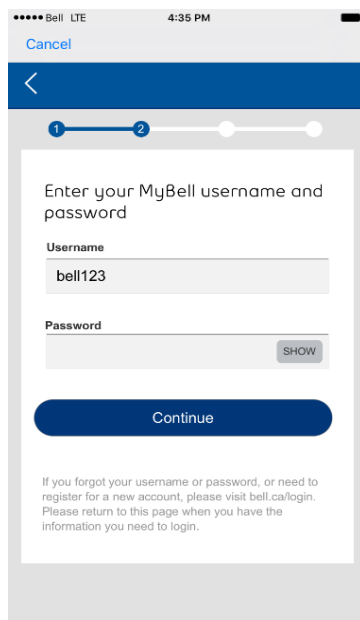 Bell LTE 4:35 PM
Cancel
1 2
Enter your MyBell username and
password
Username
bell123
Password
SHOW
Continue
If you forgot your username or password, or need to
register for a new account, please visit bell.ca/login.
Please return to this page when you have the
information you need to login.